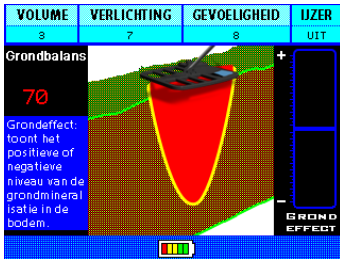 VOLUME VERLICHTING GEVOELIGHEID IJZER
3 7 8 UIT
Grondbalans
70
Grondeffect:
toont het
positieve of
negatieve
niveau van de
grondmineral
isatie in de
bodem.
+
-
GROND
EFFECT